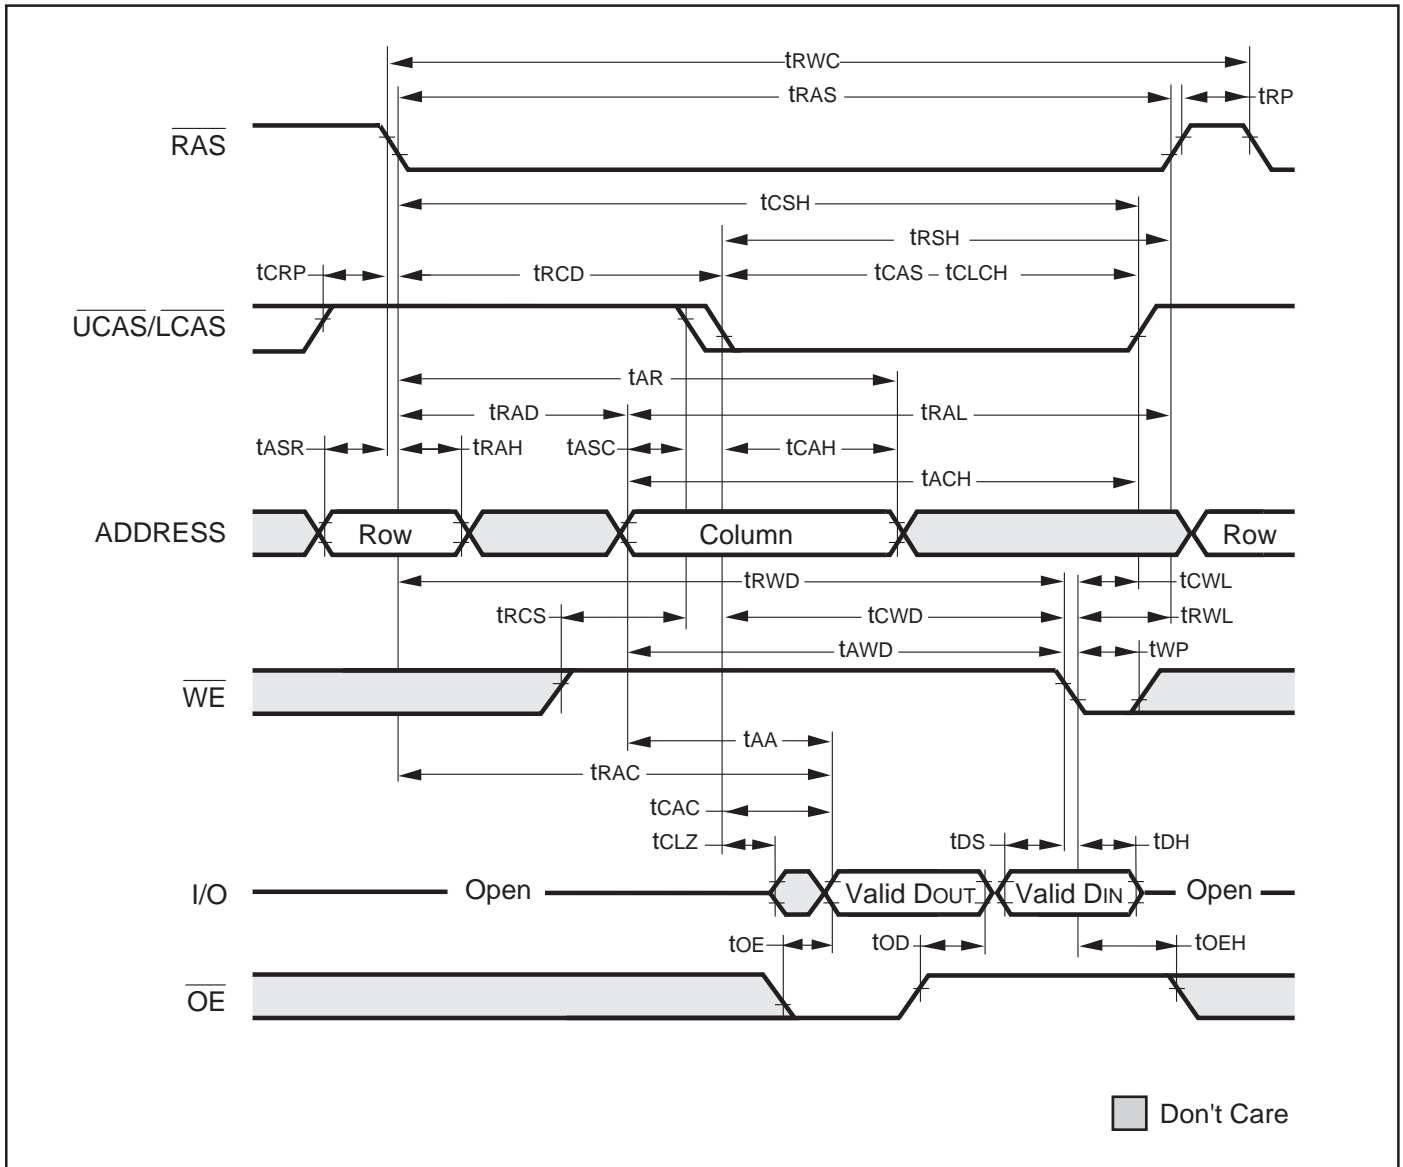 tRWC
tRAS
tRP
RAS
tCSH
tRSH
tCRP
tRCD
tCAS – tCLCH
UCAS/LCAS
tAR
tRAD
tRAL
tASR
tRAH
tASC
tCAH
tACH
ADDRESS
Row
Column
Row
tRWD
tCWL
tRCS
tCWD
tRWL
tAWD
tWP
WE
tAA
tRAC
tCAC
tCLZ
tDS
tDH
I/O
Open
Valid DOUT
Valid DIN
Open
tOE
tOD
tOEH
OE
Don't Care